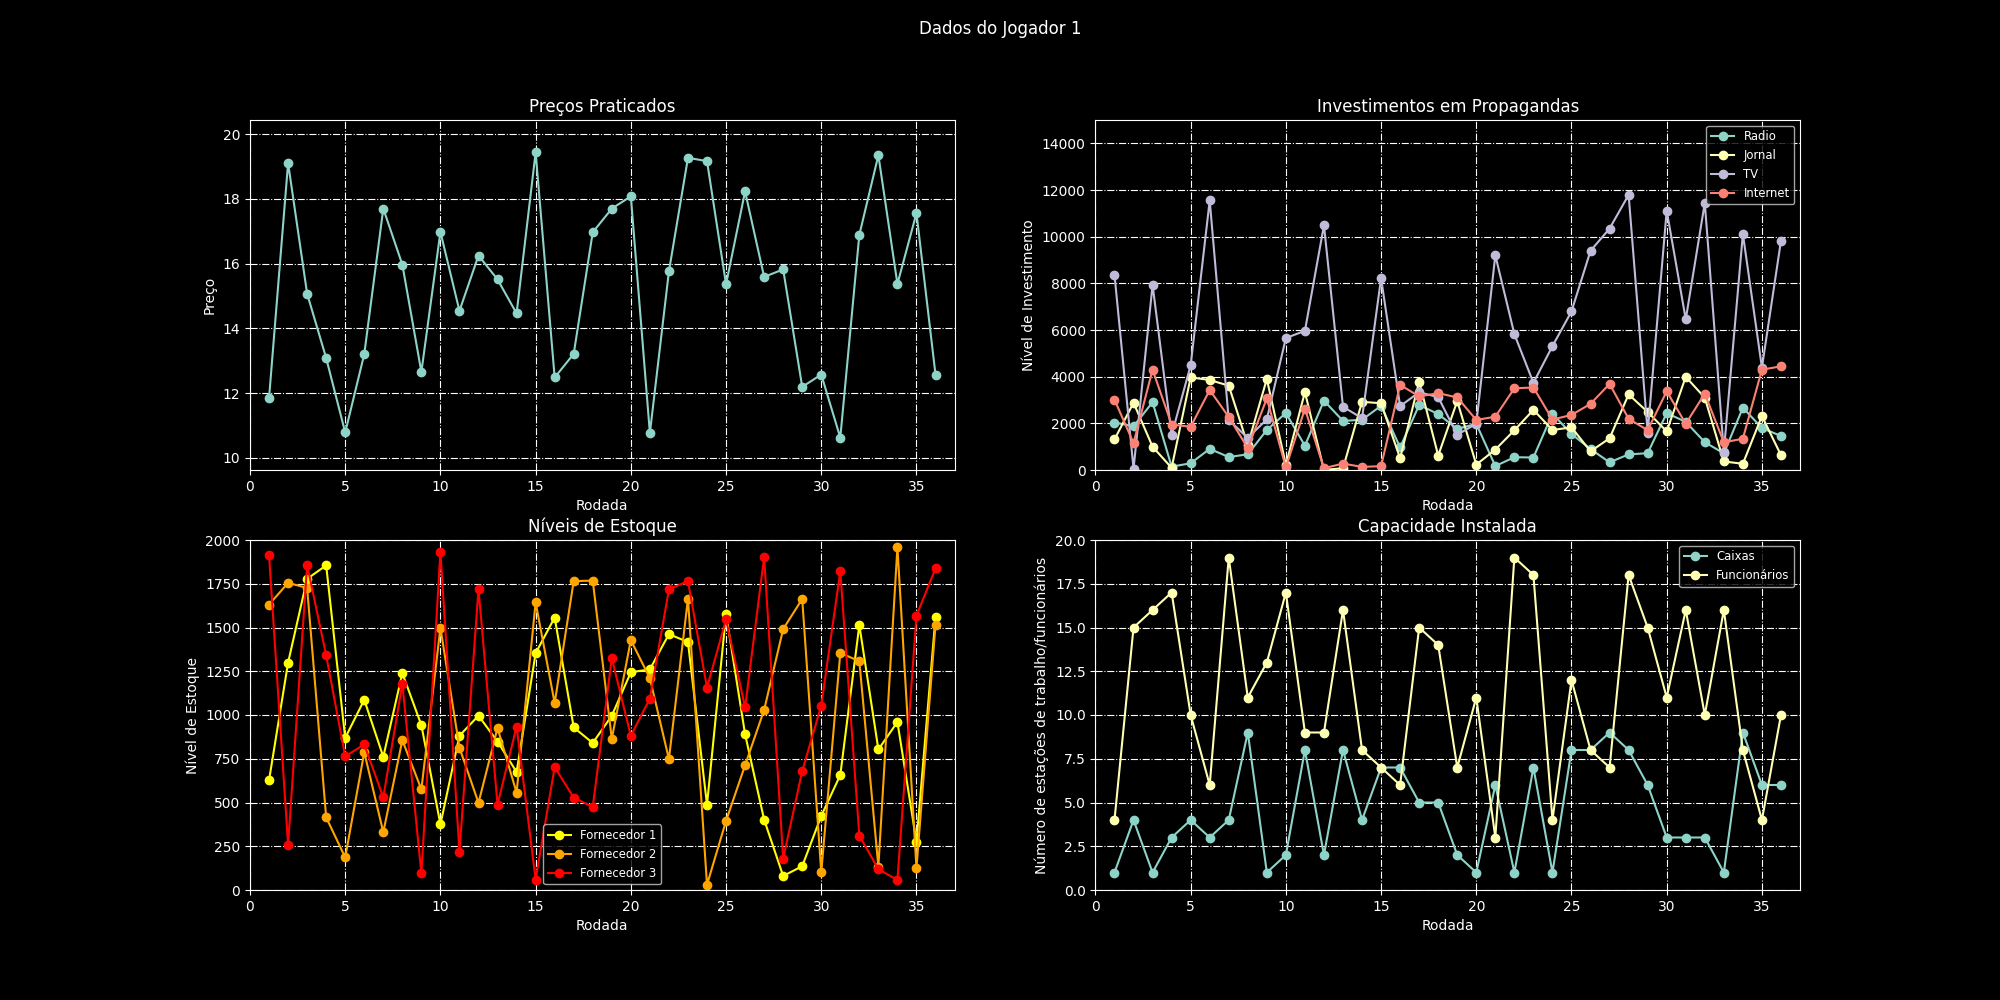 Dados do Jogador 1
Preços Praticados
20
18
16
14
12
10
Preço
0 5 10 15 20 25 30 35
Rodada
Investimentos em Propagandas
14000
12000
10000
8000
6000
4000
2000
0
Nível de Investimento
Radio
Jornal
TV
Internet
0 5 10 15 20 25 30 35
Rodada
Níveis de Estoque
2000
1750
1500
1250
1000
750
500
250
0
Nível de Estoque
Fornecedor 1
Fornecedor 2
Fornecedor 3
0 5 10 15 20 25 30 35
Rodada
Capacidade Instalada
20.0
17.5
15.0
12.5
10.0
7.5
5.0
2.5
0.0
Número de estações de trabalho/funcionários
Caixas
Funcionários
0 5 10 15 20 25 30 35
Rodada